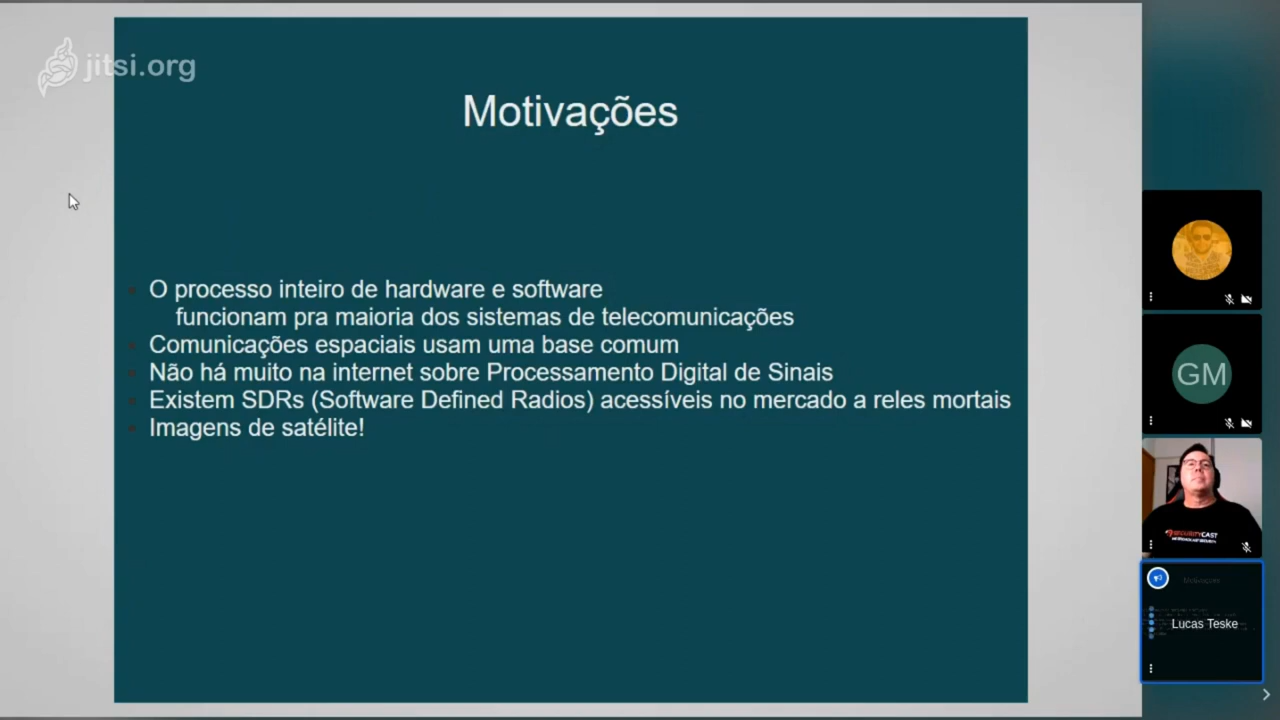 jitsi.org
Motivações
O processo inteiro de hardware e software
funcionam pra maioria dos sistemas de telecomunicações
Comunicações espaciais usam uma base comum
Não há muito na internet sobre Processamento Digital de Sinais
Existem SDRs (Software Defined Radios) acessíveis no mercado a reles mortais
Imagens de satélite!
GM
SECURITYCAST
Motivações
Lucas Teske